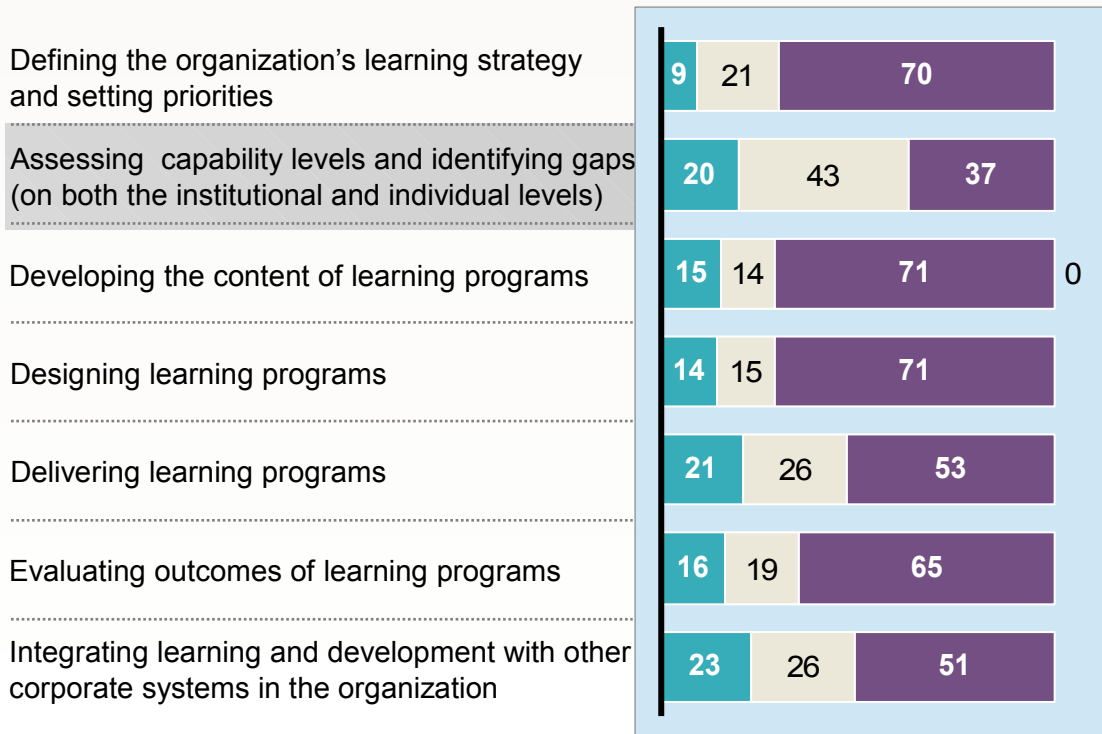 Defining the organization’s learning strategy
and setting priorities
9 21 70
Assessing  capability levels and identifying gaps
(on both the institutional and individual levels)
20 43 37
Developing the content of learning programs
15 14 71 0
Designing learning programs
14 15 71
Delivering learning programs
21 26 53
Evaluating outcomes of learning programs
16 19 65
Integrating learning and development with other
corporate systems in the organization
23 26 51